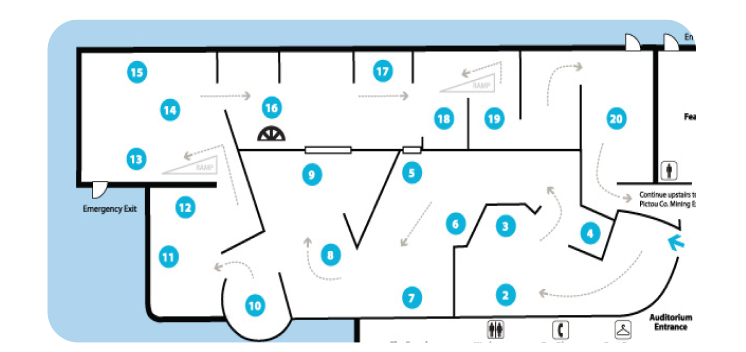 En
15
17
14
16
RAMP
18
19
20
Fea
13
RAMP
9
5
Emergency Exit
12
Continue upstairs to
Pictou Co. Mining E
6
3
4
11
8
10
7
2
Auditorium
Entrance